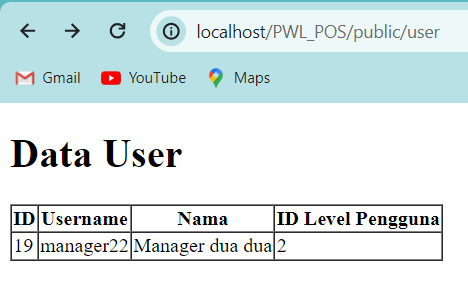 localhost/PWL_POS/public/user
Gmail YouTube Maps
Data User
ID Username Nama ID Level Pengguna
19 manager22 Manager dua dua 2